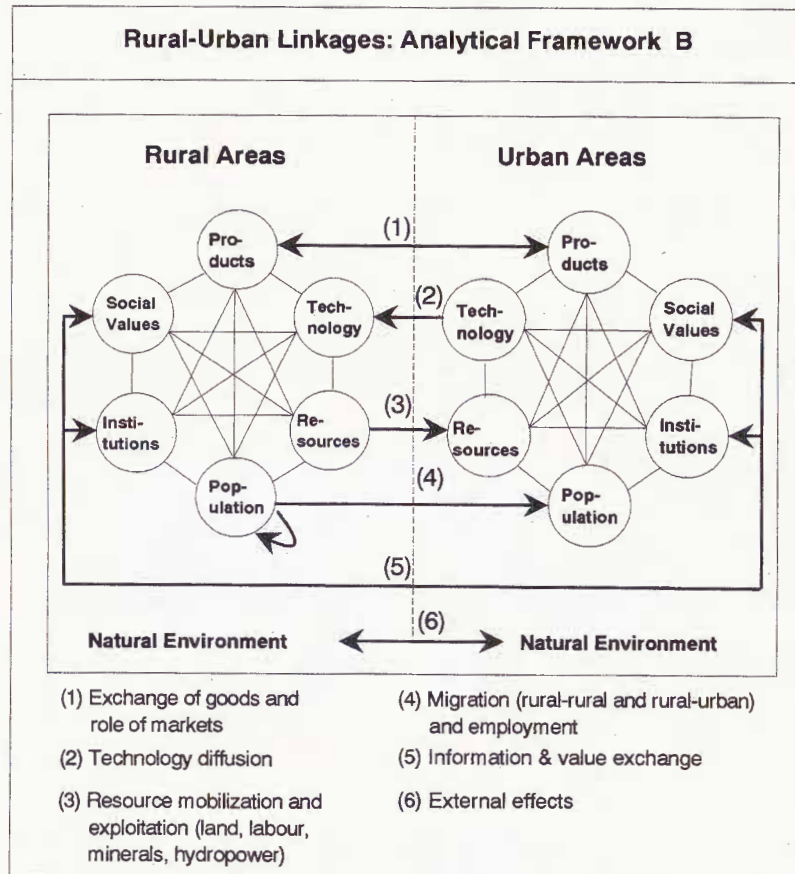 Rural-Urban Linkages: Analytical Framework B
Rural Areas
Urban Areas
Pro-
ducts
(1)
Pro-
ducts
Social
Values
Tech-
nology
(2)
Tech-
nology
Social
Values
Insti-
tutions
Re-
sources
(3)
Re-
sources
Insti-
tutions
Pop-
ulation
(4)
Pop-
ulation
(5)
Natural Environment
(6)
Natural Environment
(1) Exchange of goods and
role of markets
(2) Technology diffusion
(3) Resource mobilization and
exploitation (land, labour,
minerals, hydropower)
(4) Migration (rural-rural and rural-urban)
and employment
(5) Information & value exchange
(6) External effects